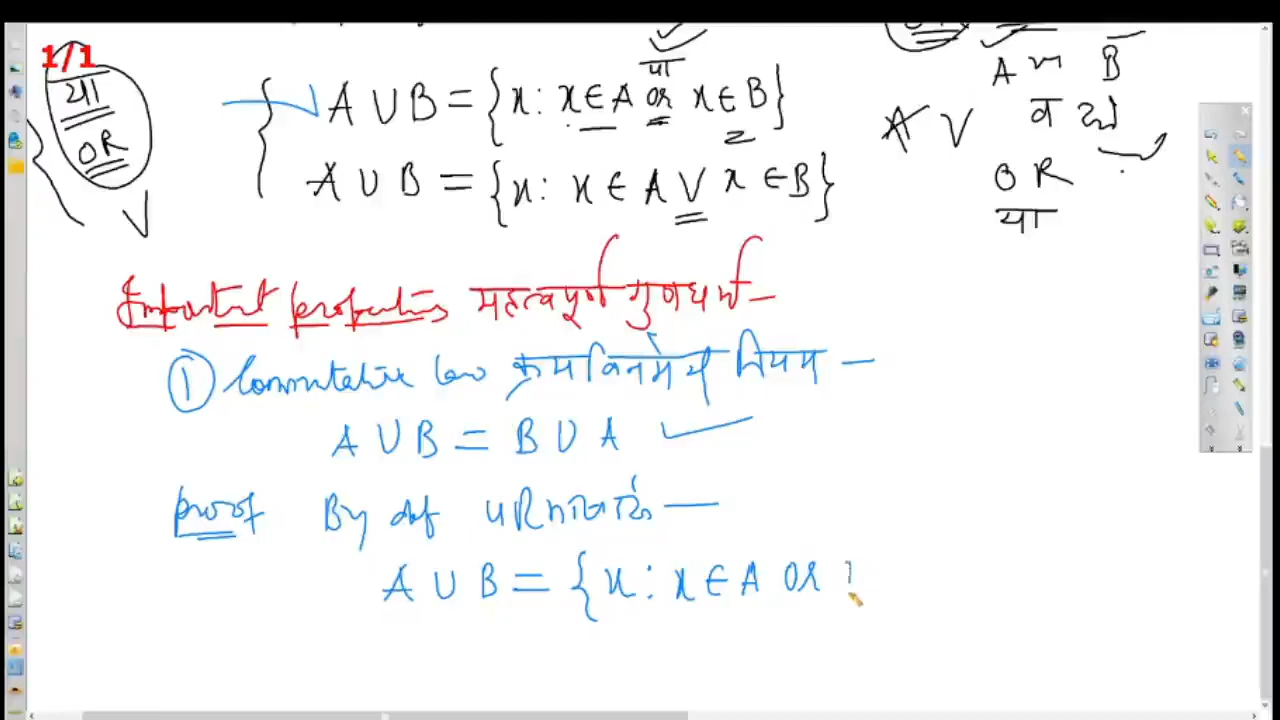 1/1
या
OR
V
या
A ∪ B = {x : x ∈ A or x ∈ B}
A ∪ B = {x : x ∈ A V x ∈ B}
A B
A V
OR
या
Important properties महत्वपूर्ण गुणधर्म –
① Commutative law क्रमविनिमेय नियम –
A ∪ B = B ∪ A
proof By def परिभाषा से –
A ∪ B = {x : x ∈ A OR